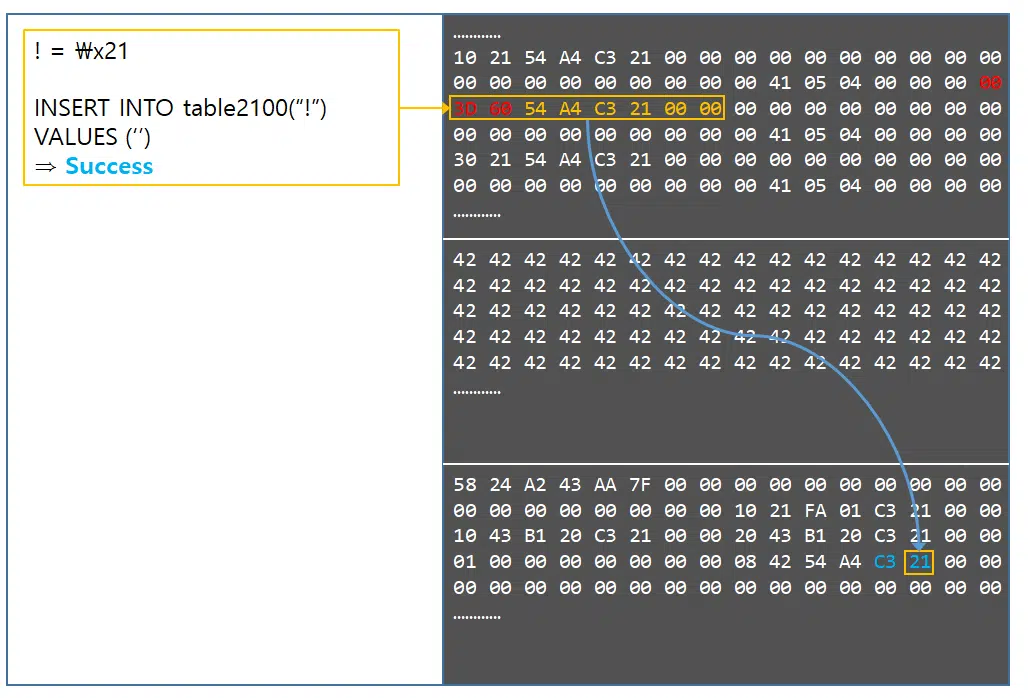 ! = ₩x21
INSERT INTO table2100(“!”)
VALUES (‘’)
⇒ Success
............
10 21 54 A4 C3 21 00 00 00 00 00 00 00 00 00 00
00 00 00 00 00 00 00 00 00 41 05 04 00 00 00 00
3D 60 54 A4 C3 21 00 00 00 00 00 00 00 00 00 00
00 00 00 00 00 00 00 00 00 41 05 04 00 00 00 00
30 21 54 A4 C3 21 00 00 00 00 00 00 00 00 00 00
00 00 00 00 00 00 00 00 00 41 05 04 00 00 00 00
............
42 42 42 42 42 42 42 42 42 42 42 42 42 42 42 42
42 42 42 42 42 42 42 42 42 42 42 42 42 42 42 42
42 42 42 42 42 42 42 42 42 42 42 42 42 42 42 42
42 42 42 42 42 42 42 42 42 42 42 42 42 42 42 42
42 42 42 42 42 42 42 42 42 42 42 42 42 42 42 42
............
58 24 A2 43 AA 7F 00 00 00 00 00 00 00 00 00 00
00 00 00 00 00 00 00 00 10 21 FA 01 C3 21 00 00
10 43 B1 20 C3 21 00 00 20 43 B1 20 C3 21 00 00
01 00 00 00 00 00 00 00 08 42 54 A4 C3 21 00 00
00 00 00 00 00 00 00 00 00 00 00 00 00 00 00 00
............